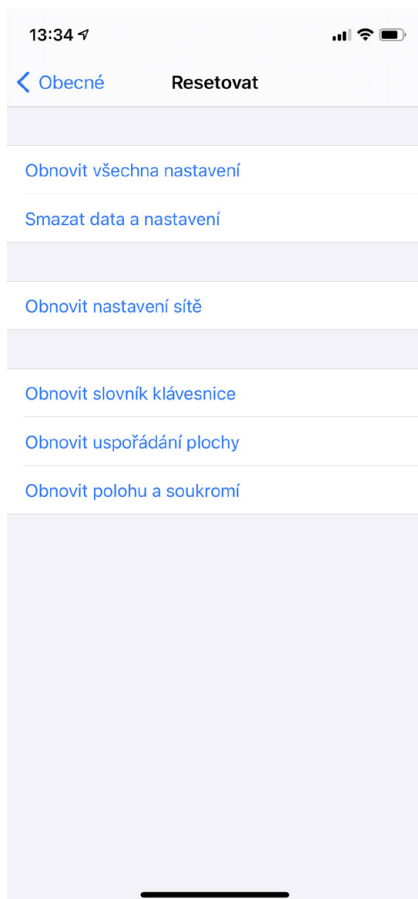 13:34
Obecné Resetovat
Obnovit všechna nastavení
Smazat data a nastavení
Obnovit nastavení sítě
Obnovit slovník klávesnice
Obnovit uspořádání plochy
Obnovit polohu a soukromí